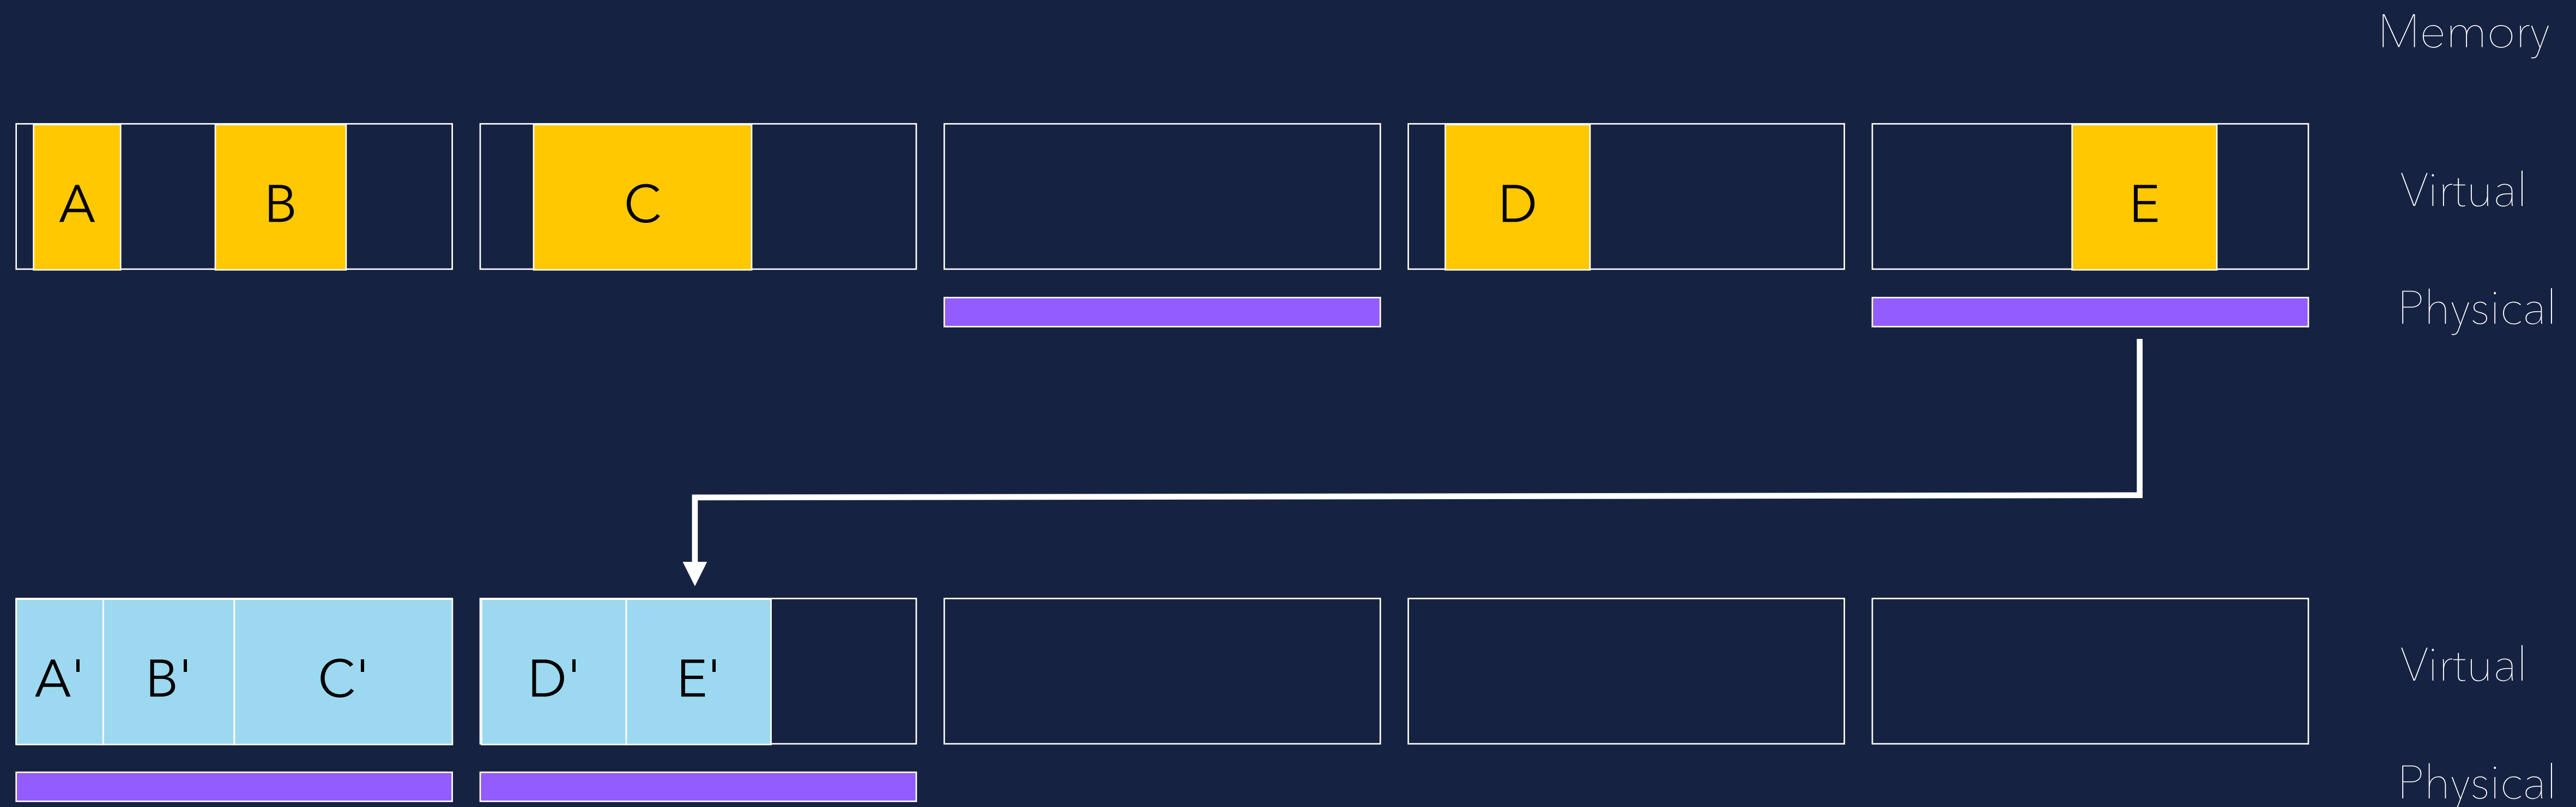 Memory
A B C D E Virtual
Physical
A' B' C' D' E' Virtual
Physical